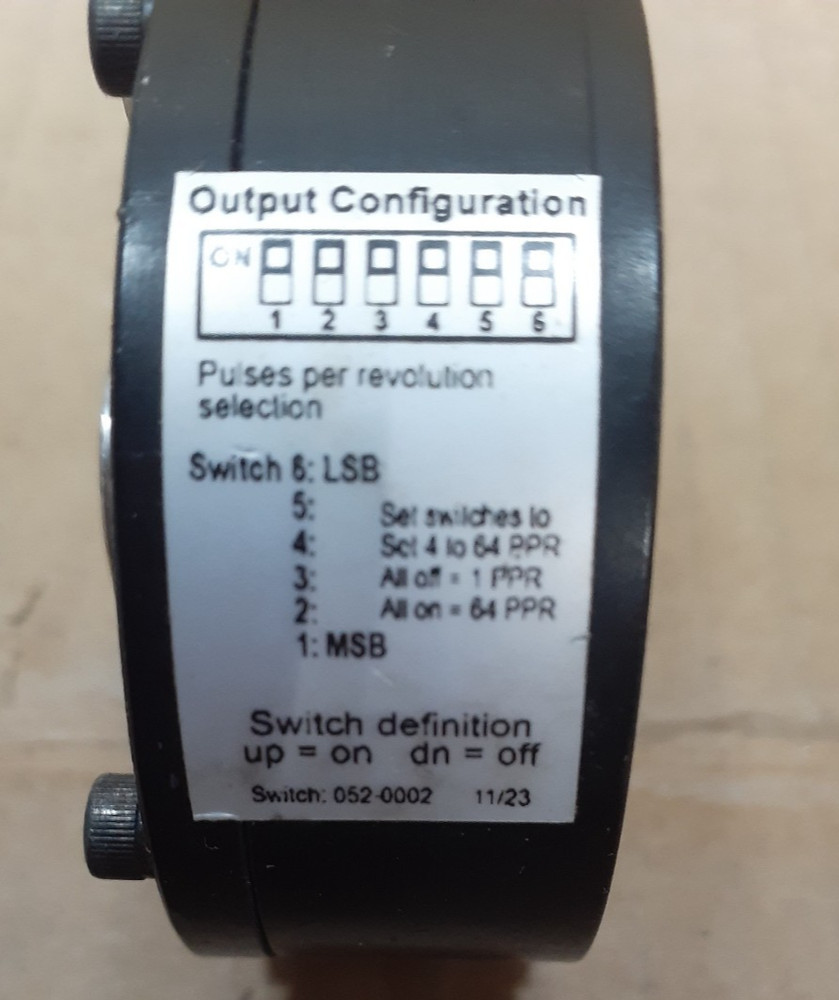 Output Configuration
ON
1 2 3 4 5 6
Pulses per revolution
selection
Switch 6: LSB
5: Set switches to
4: Set 4 to 64 PPR
3: All off = 1 PPR
2: All on = 64 PPR
1: MSB
Switch definition
up = on dn = off
Switch: 052-0002 11/23